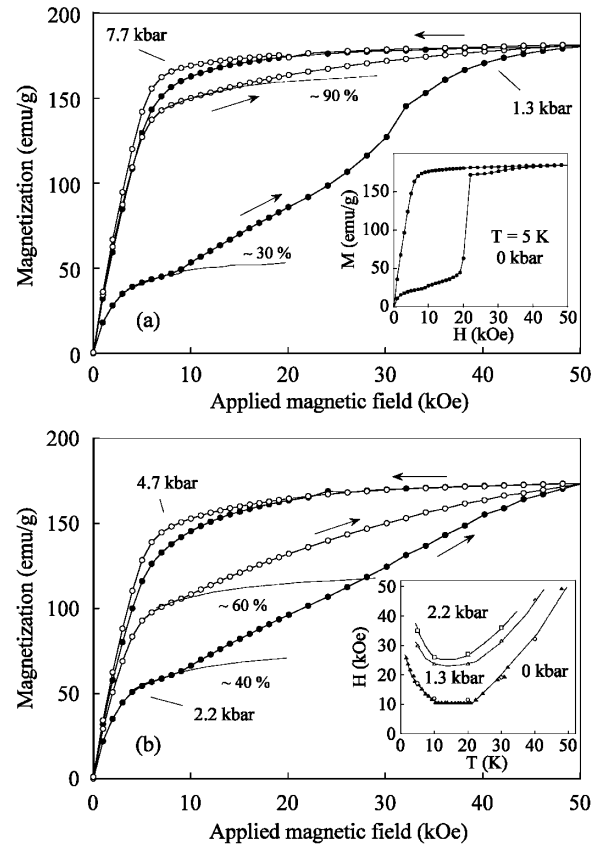 200
150
100
50
0
Magnetization (emu/g)
7.7 kbar
~ 90 %
1.3 kbar
~ 30 %
(a)
M (emu/g)
150
100
50
0
T = 5 K
0 kbar
0 10 20 30 40 50
H (kOe)
0 10 20 30 40 50
Applied magnetic field (kOe)
200
150
100
50
0
Magnetization (emu/g)
4.7 kbar
~ 60 %
~ 40 %
2.2 kbar
(b)
H (kOe)
50
40
30
20
10
0
2.2 kbar
1.3 kbar
0 kbar
0 10 20 30 40 50
T (K)
0 10 20 30 40 50
Applied magnetic field (kOe)